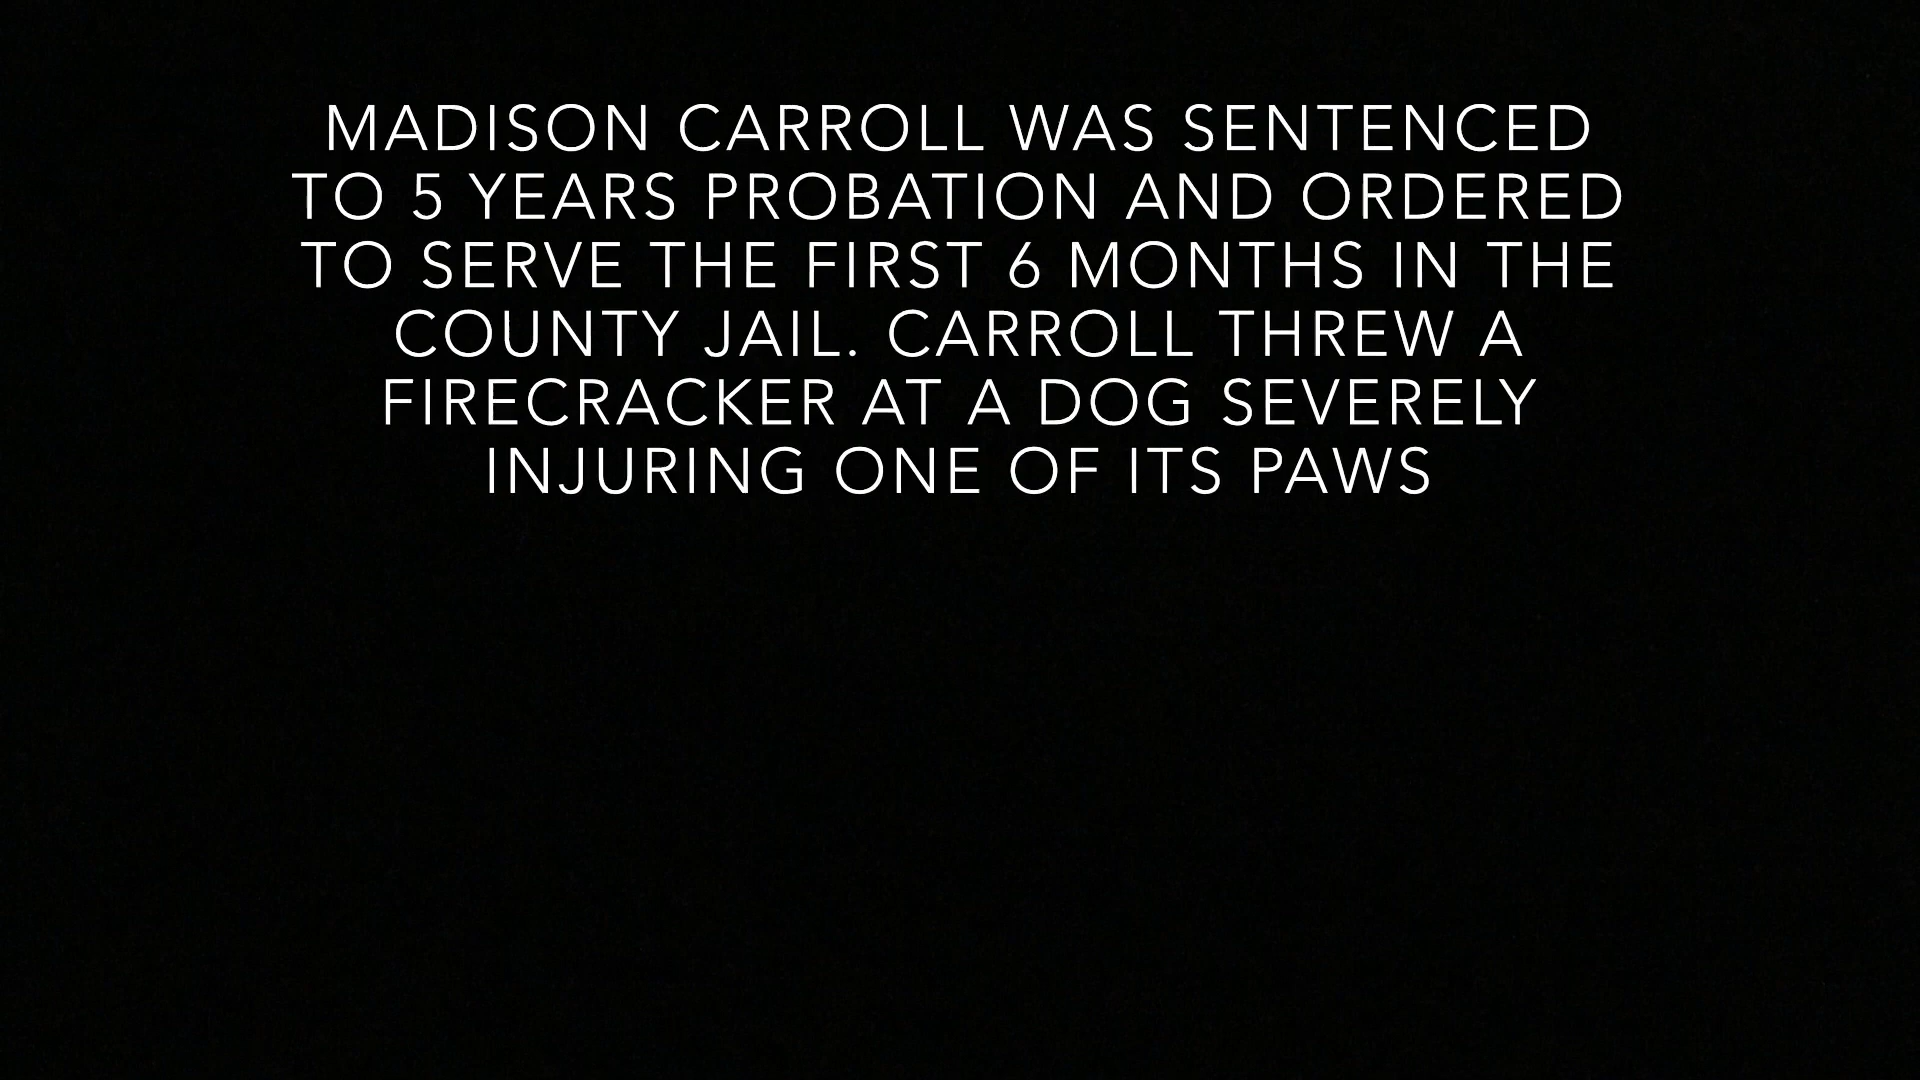 MADISON CARROLL WAS SENTENCED
TO 5 YEARS PROBATION AND ORDERED
TO SERVE THE FIRST 6 MONTHS IN THE
COUNTY JAIL. CARROLL THREW A
FIRECRACKER AT A DOG SEVERELY
INJURING ONE OF ITS PAWS